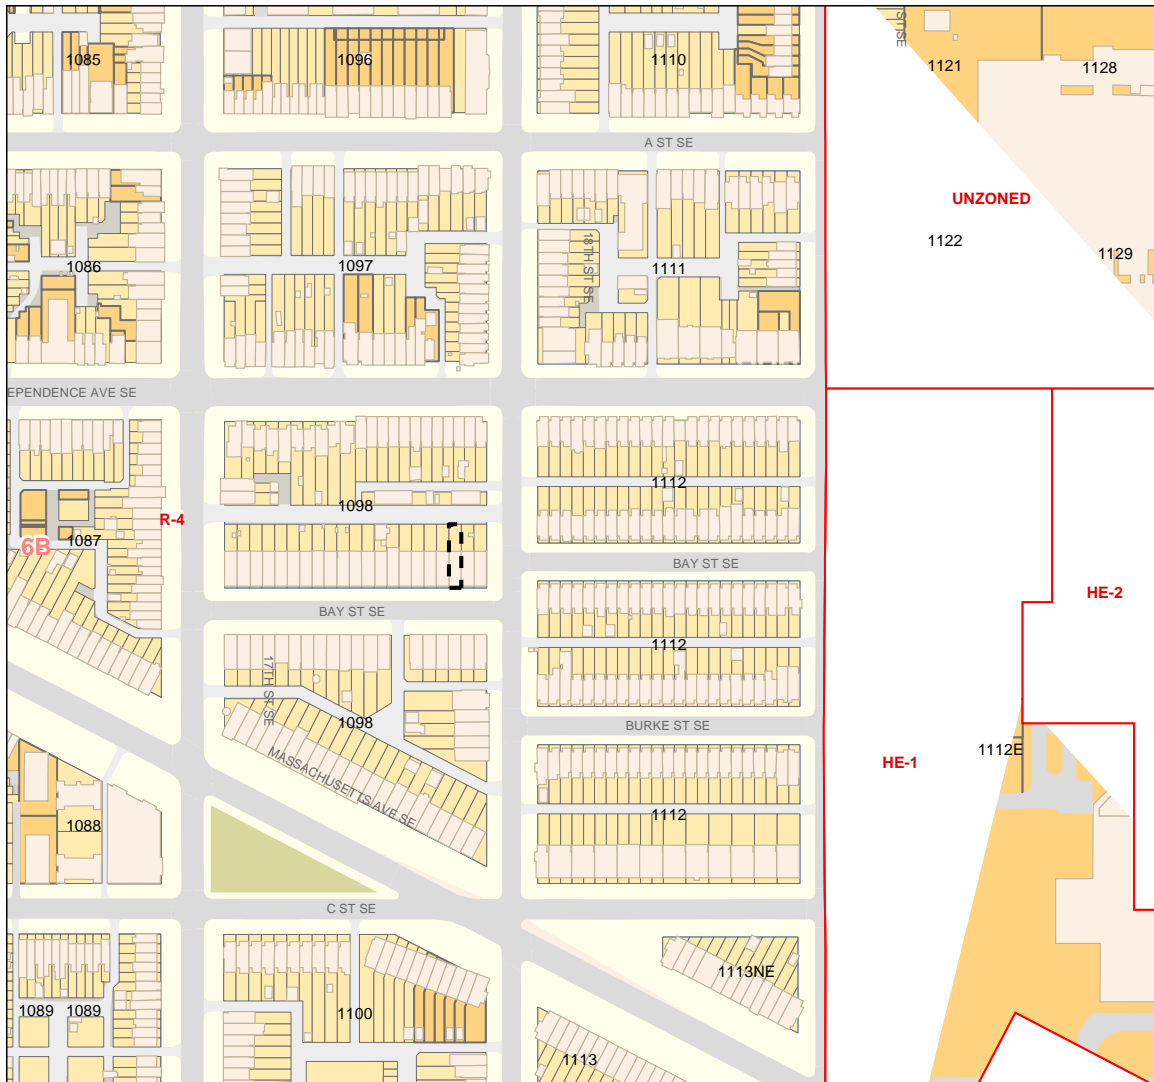 ST SE
1085
1096
1110
1121
1128
A ST SE
UNZONED
1122
1129
1086
1097
18TH ST SE
1111
EPENDENCE AVE SE
1112
1098
R-4
6B
1087
BAY ST SE
HE-2
BAY ST SE
1112
17TH ST SE
1098
BURKE ST SE
1112E
HE-1
MASSACHUSETTS AVE SE
1088
1112
C ST SE
1113NE
1089
1089
1100
1113